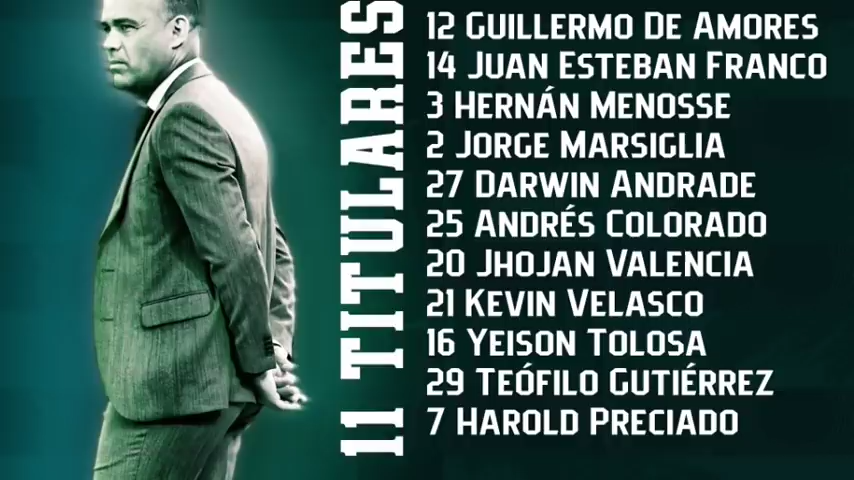 11 TITULARES
12 GUILLERMO DE AMORES
14 JUAN ESTEBAN FRANCO
3 HERNÁN MENOSSE
2 JORGE MARSIGLIA
27 DARWIN ANDRADE
25 ANDRÉS COLORADO
20 JHOJAN VALENCIA
21 KEVIN VELASCO
16 YEISON TOLOSA
29 TEÓFILO GUTIÉRREZ
7 HAROLD PRECIADO